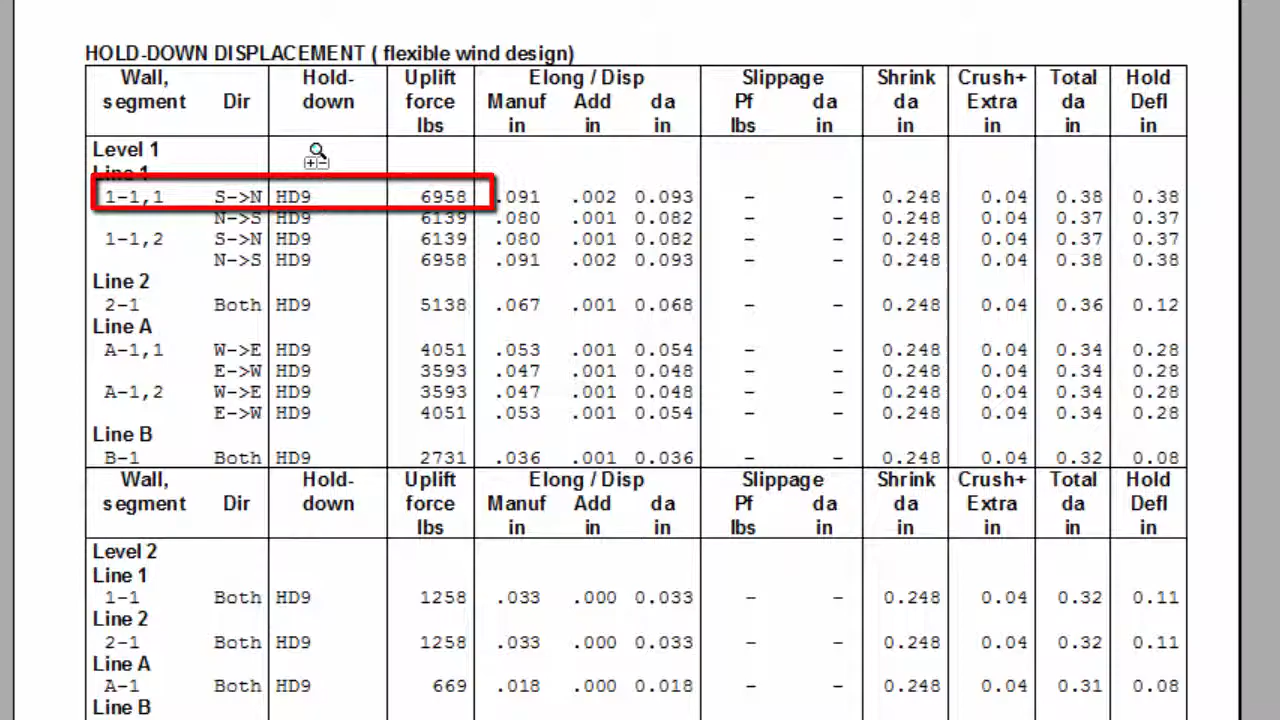 HOLD-DOWN DISPLACEMENT ( flexible wind design)
Wall, Hold- Uplift Elong / Disp Slippage Shrink Crush+ Total Hold
segment Dir down force Manuf Add da Pf da da Extra da Defl
lbs in in in lbs in in in in in
Level 1
Line 1
1-1,1 S->N HD9 6958 .091 .002 0.093 - - 0.248 0.04 0.38 0.38
N->S HD9 6139 .080 .001 0.082 - - 0.248 0.04 0.37 0.37
1-1,2 S->N HD9 6139 .080 .001 0.082 - - 0.248 0.04 0.37 0.37
N->S HD9 6958 .091 .002 0.093 - - 0.248 0.04 0.38 0.38
Line 2
2-1 Both HD9 5138 .067 .001 0.068 - - 0.248 0.04 0.36 0.12
Line A
A-1,1 W->E HD9 4051 .053 .001 0.054 - - 0.248 0.04 0.34 0.28
E->W HD9 3593 .047 .001 0.048 - - 0.248 0.04 0.34 0.28
A-1,2 W->E HD9 3593 .047 .001 0.048 - - 0.248 0.04 0.34 0.28
E->W HD9 4051 .053 .001 0.054 - - 0.248 0.04 0.34 0.28
Line B
B-1 Both HD9 2731 .036 .001 0.036 - - 0.248 0.04 0.32 0.08
Wall, Hold- Uplift Elong / Disp Slippage Shrink Crush+ Total Hold
segment Dir down force Manuf Add da Pf da da Extra da Defl
lbs in in in lbs in in in in in
Level 2
Line 1
1-1 Both HD9 1258 .033 .000 0.033 - - 0.248 0.04 0.32 0.11
Line 2
2-1 Both HD9 1258 .033 .000 0.033 - - 0.248 0.04 0.32 0.11
Line A
A-1 Both HD9 669 .018 .000 0.018 - - 0.248 0.04 0.31 0.08
Line B